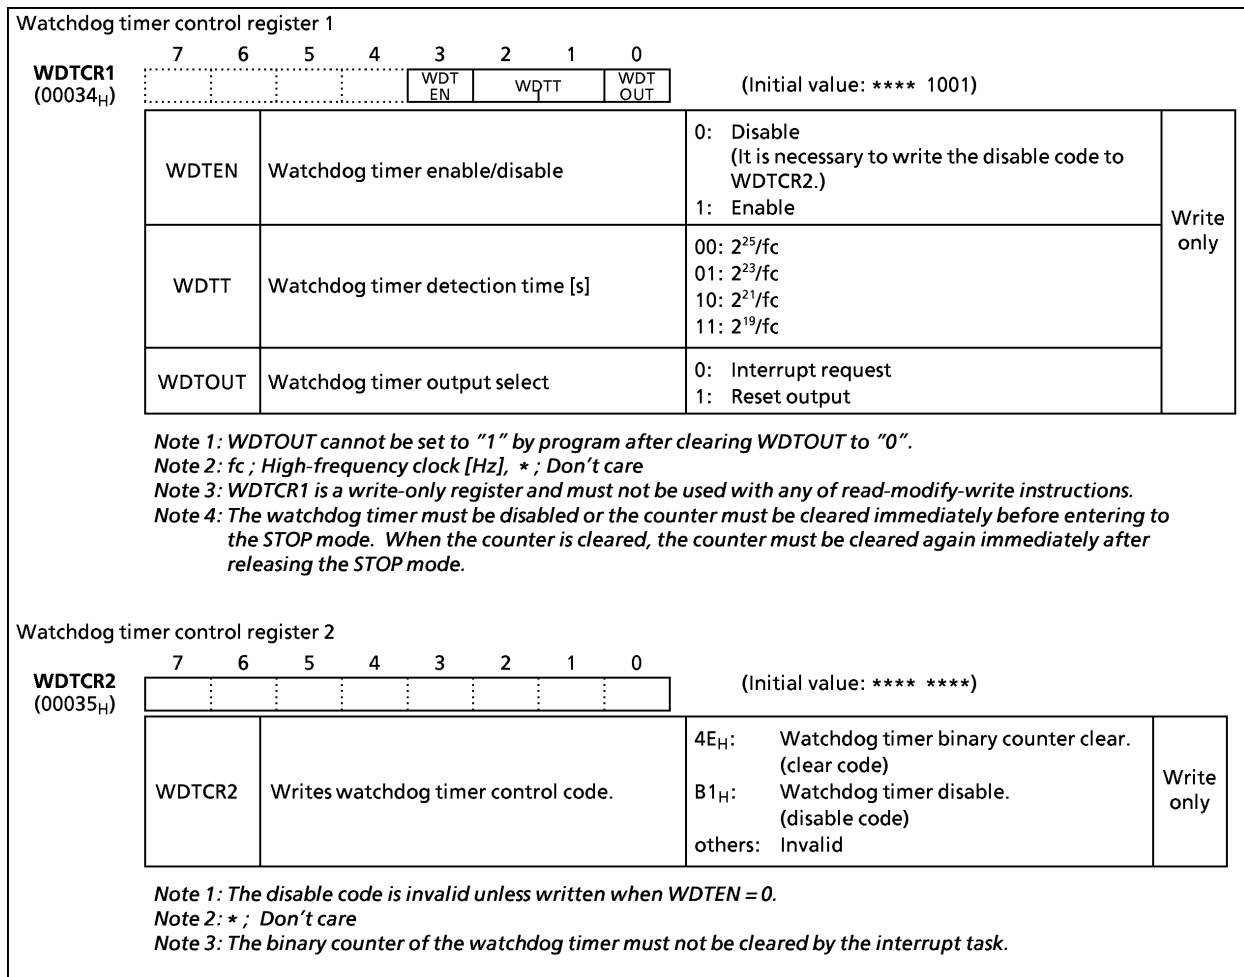 Watchdog timer control register 1
7 6 5 4 3 2 1 0
WDTCR1
(00034H)
WDT EN WDTT WDT OUT
(Initial value: **** 1001)
WDTEN
Watchdog timer enable/disable
0: Disable
(It is necessary to write the disable code to
WDTCR2.)
1: Enable
Write
only
WDTT
Watchdog timer detection time [s]
00: 2^25/fc
01: 2^23/fc
10: 2^21/fc
11: 2^19/fc
WDTOUT
Watchdog timer output select
0: Interrupt request
1: Reset output
Note 1: WDTOUT cannot be set to "1" by program after clearing WDTOUT to "0".
Note 2: fc ; High-frequency clock [Hz], * ; Don't care
Note 3: WDTCR1 is a write-only register and must not be used with any of read-modify-write instructions.
Note 4: The watchdog timer must be disabled or the counter must be cleared immediately before entering to
the STOP mode. When the counter is cleared, the counter must be cleared again immediately after
releasing the STOP mode.
Watchdog timer control register 2
7 6 5 4 3 2 1 0
WDTCR2
(00035H)
(Initial value: **** ****)
WDTCR2
Writes watchdog timer control code.
4EH: Watchdog timer binary counter clear.
(clear code)
B1H: Watchdog timer disable.
(disable code)
others: Invalid
Write
only
Note 1: The disable code is invalid unless written when WDTEN = 0.
Note 2: * ; Don't care
Note 3: The binary counter of the watchdog timer must not be cleared by the interrupt task.